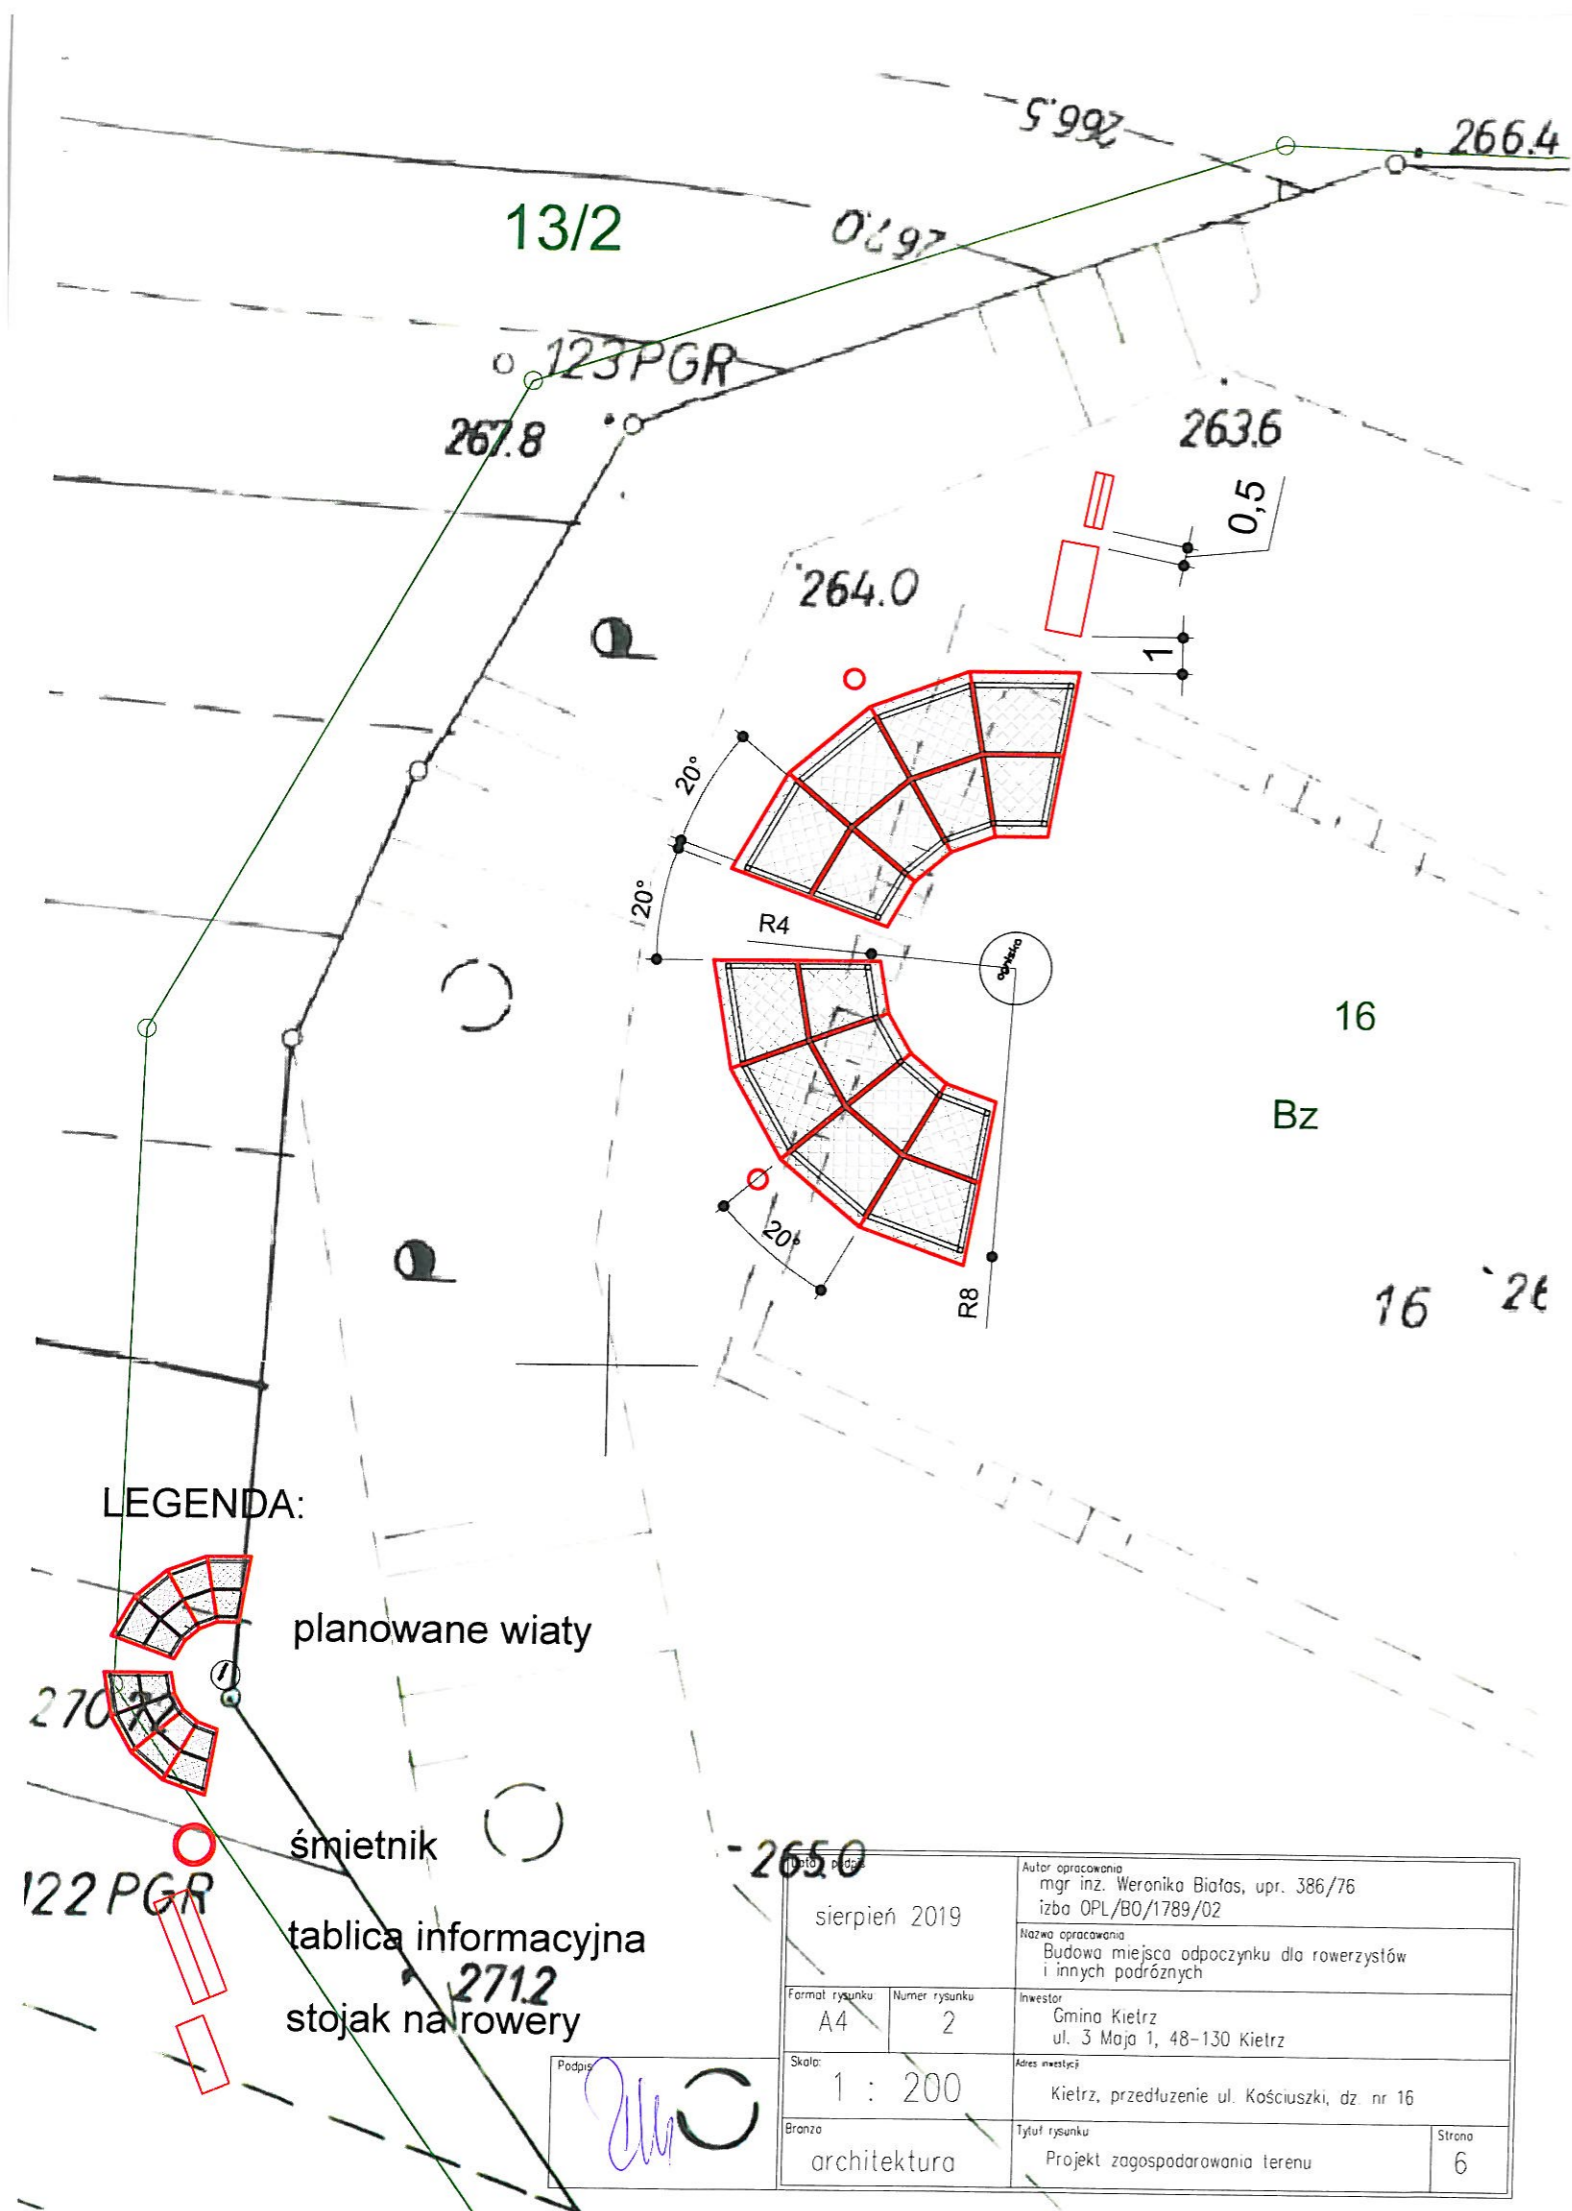 266.5
266.4
13/2
267.0
123 PGR
267.8
263.6
0,5
264.0
1
20°
20°
R4
ognisko
16
Bz
20°
R8
16
LEGENDA:
planowane wiaty
śmietnik
265.0
122 PGR
tablica informacyjna
271.2
stojak na rowery
Podpis
Data i podpis
sierpień 2019
Autor opracowania
mgr inż. Weronika Białas, upr. 386/76
izba OPL/BO/1789/02
Nazwa opracowania
Budowa miejsca odpoczynku dla rowerzystów
i innych podróżnych
Format rysunku:
A4
Numer rysunku
2
Inwestor
Gmina Kietrz
ul. 3 Maja 1, 48-130 Kietrz
Skala:
1 : 200
Adres inwestycji
Kietrz, przedłużenie ul. Kościuszki, dz. nr 16
Branża
architektura
Tytuł rysunku
Projekt zagospodarowania terenu
Strona
6